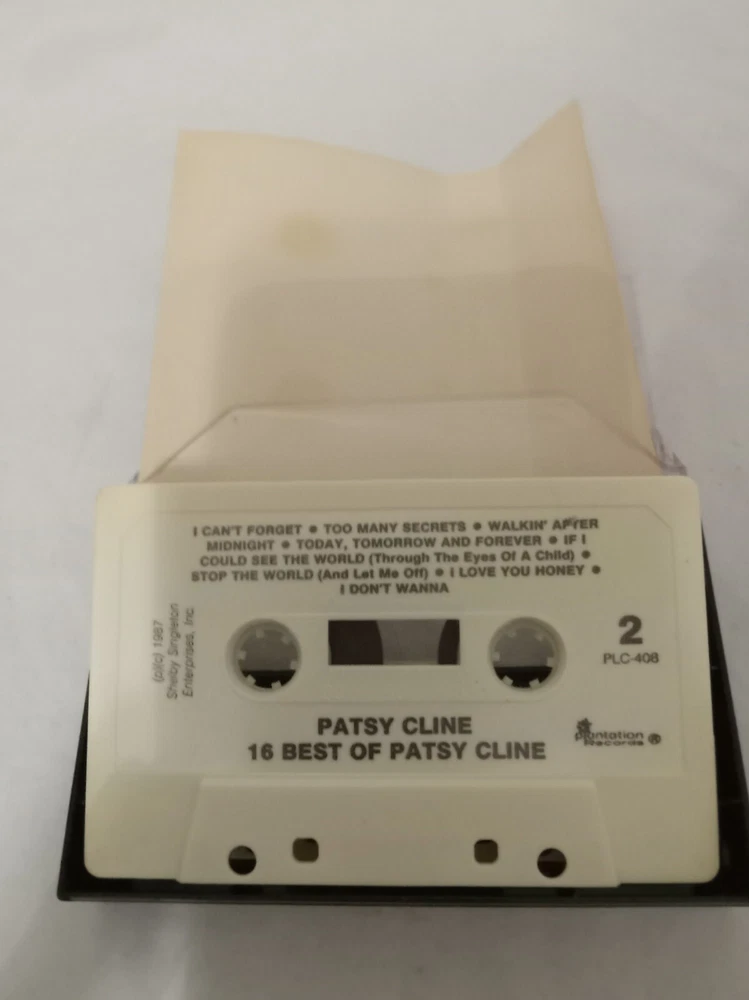 I CAN'T FORGET ● TOO MANY SECRETS ● WALKIN' AFTER
MIDNIGHT ● TODAY, TOMORROW AND FOREVER ● IF I
COULD SEE THE WORLD (Through The Eyes Of A Child) ●
STOP THE WORLD (And Let Me Off) ● I LOVE YOU HONEY ●
I DON'T WANNA
(p)(c) 1987
Shelby Singleton
Enterprises, Inc.
2
PLC-408
PATSY CLINE
16 BEST OF PATSY CLINE
plantation
Records ®